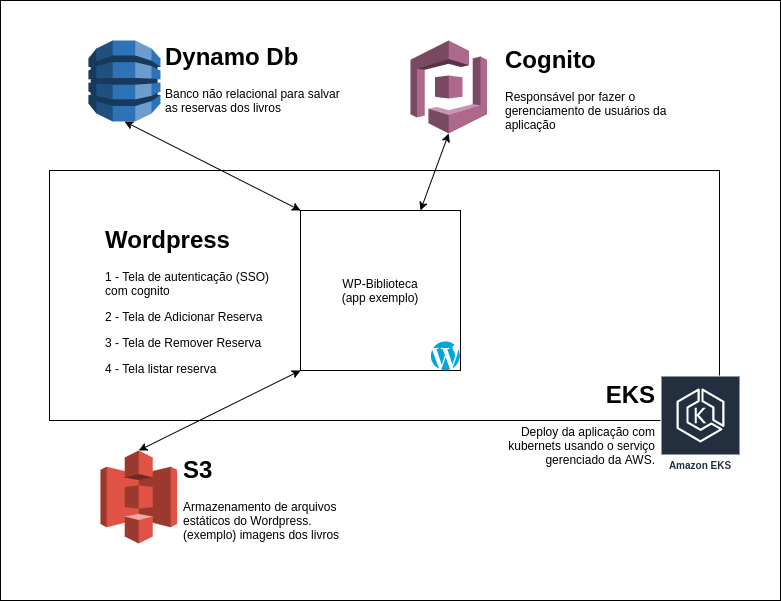 Dynamo Db
Banco não relacional para salvar
as reservas dos livros
Cognito
Responsável por fazer o
gerenciamento de usuários da
aplicação
Wordpress
1 - Tela de autenticação (SSO)
com cognito
2 - Tela de Adicionar Reserva
3 - Tela de Remover Reserva
4 - Tela listar reserva
WP-Biblioteca
(app exemplo)
EKS
Deploy da aplicação com
kubernets usando o serviço
gerenciado da AWS.
K
Amazon EKS
S3
Armazenamento de arquivos
estáticos do Wordpress.
(exemplo) imagens dos livros